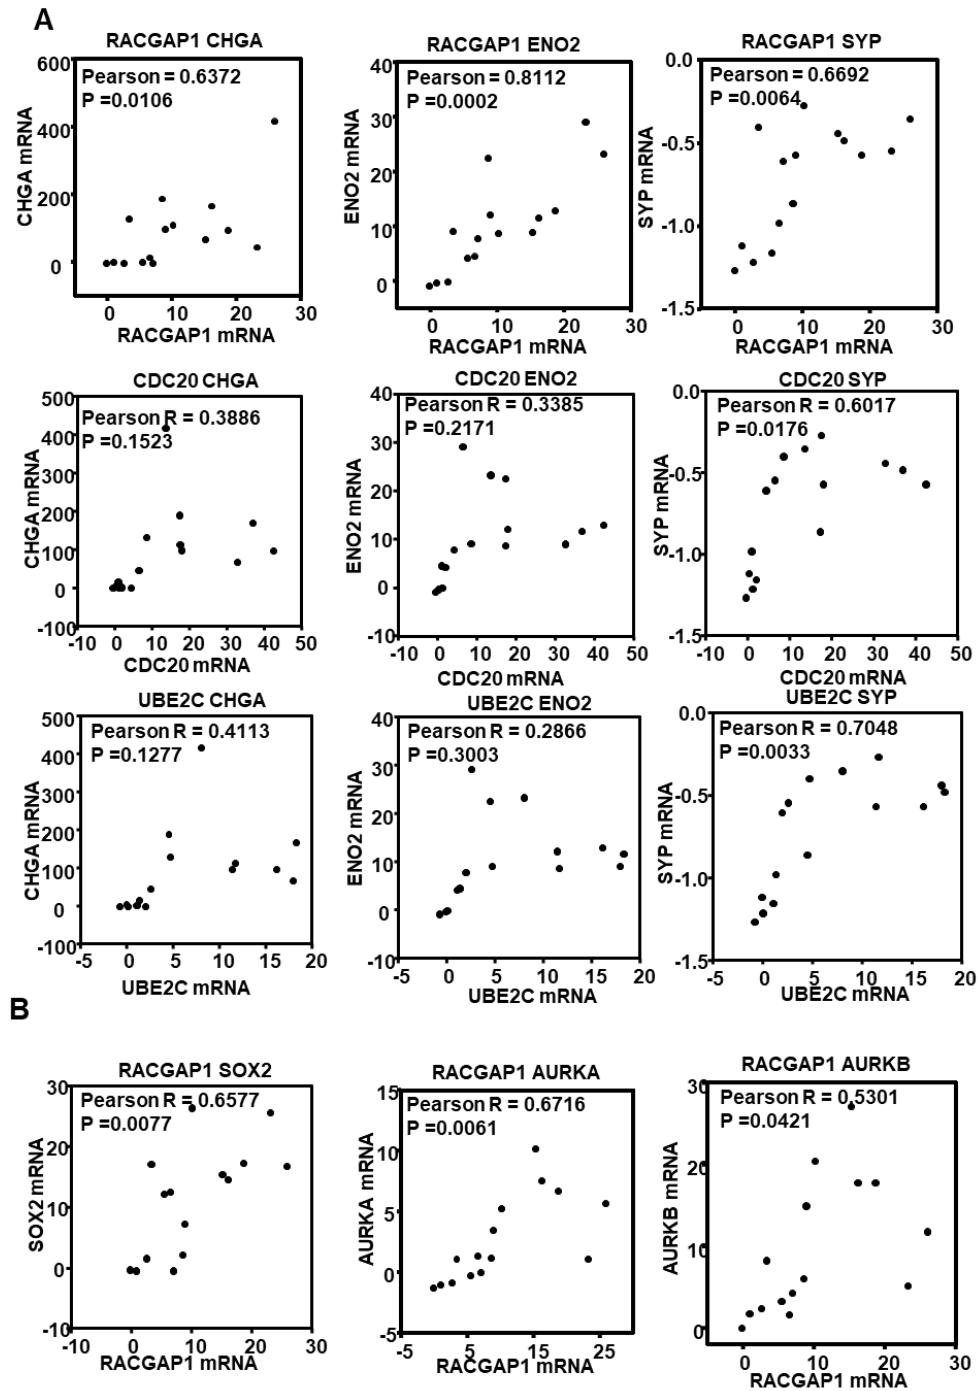 A
RACGAP1 CHGA
Pearson = 0.6372
P =0.0106
CHGA mRNA
600
400
200
0
0 10 20 30
RACGAP1 mRNA
RACGAP1 ENO2
Pearson = 0.8112
P =0.0002
ENO2 mRNA
40
30
20
10
0
0 10 20 30
RACGAP1 mRNA
RACGAP1 SYP
Pearson = 0.6692
P =0.0064
SYP mRNA
0.0
-0.5
-1.0
-1.5
0 10 20 30
RACGAP1 mRNA
CDC20 CHGA
Pearson R = 0.3886
P =0.1523
CHGA mRNA
500
400
300
200
100
0
-100
-10 0 10 20 30 40 50
CDC20 mRNA
CDC20 ENO2
Pearson R = 0.3385
P =0.2171
ENO2 mRNA
40
30
20
10
0
-10
-10 0 10 20 30 40 50
CDC20 mRNA
CDC20 SYP
Pearson R = 0.6017
P =0.0176
SYP mRNA
0.0
-0.5
-1.0
-1.5
-10 0 10 20 30 40 50
CDC20 mRNA
UBE2C CHGA
Pearson R = 0.4113
P =0.1277
CHGA mRNA
500
400
300
200
100
0
-100
-5 0 5 10 15 20
UBE2C mRNA
UBE2C ENO2
Pearson R = 0.2866
P =0.3003
ENO2 mRNA
40
30
20
10
0
-10
-5 0 5 10 15 20
UBE2C mRNA
UBE2C SYP
Pearson R = 0.7048
P =0.0033
SYP mRNA
0.0
-0.5
-1.0
-1.5
-5 0 5 10 15 20
UBE2C mRNA
B
RACGAP1 SOX2
Pearson R = 0.6577
P =0.0077
SOX2 mRNA
30
20
10
0
-10
-10 0 10 20 30
RACGAP1 mRNA
RACGAP1 AURKA
Pearson R = 0.6716
P =0.0061
AURKA mRNA
15
10
5
0
-5
-5 5 15 25
RACGAP1 mRNA
RACGAP1 AURKB
Pearson R = 0.5301
P =0.0421
AURKB mRNA
30
20
10
0
0 10 20 30
RACGAP1 mRNA